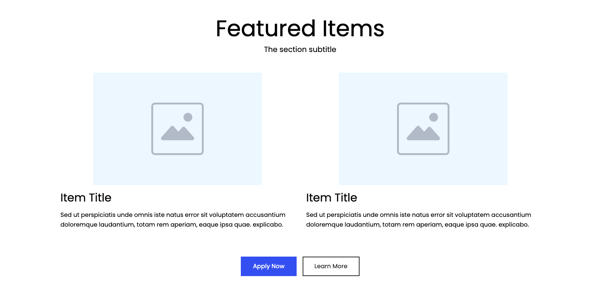 Featured Items
The section subtitle
Item Title
Sed ut perspiciatis unde omnis iste natus error sit voluptatem accusantium
doloremque laudantium, totam rem aperiam, eaque ipsa quae. explicabo.
Item Title
Sed ut perspiciatis unde omnis iste natus error sit voluptatem accusantium
doloremque laudantium, totam rem aperiam, eaque ipsa quae. explicabo.
Apply Now
Learn More